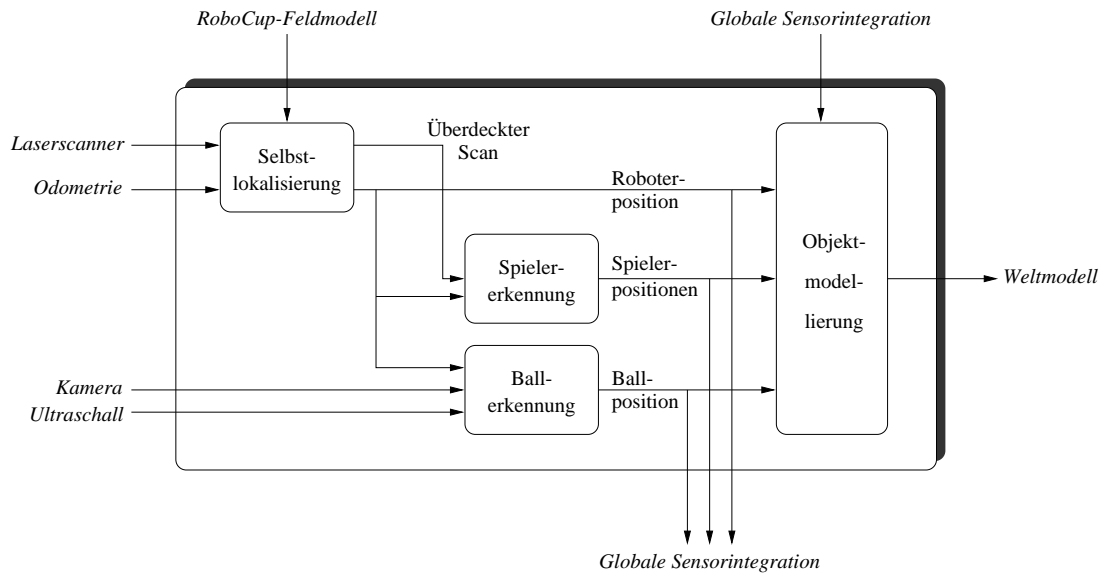 RoboCup-Feldmodell
Globale Sensorintegration
Laserscanner
Odometrie
Selbst-
lokalisierung
Überdeckter
Scan
Roboter-
position
Spieler-
erkennung
Spieler-
positionen
Objekt-
model-
lierung
Weltmodell
Kamera
Ultraschall
Ball-
erkennung
Ball-
position
Globale Sensorintegration